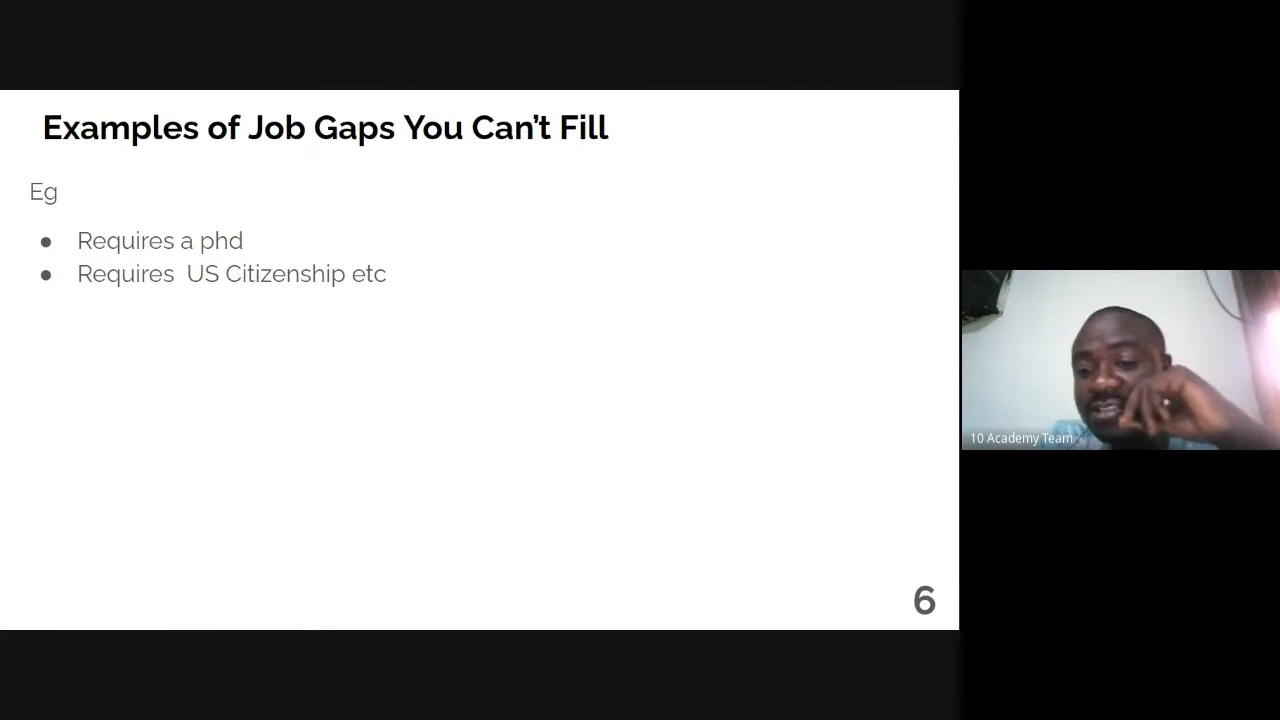 Examples of Job Gaps You Can’t Fill
Eg
● Requires a phd
● Requires  US Citizenship etc
6
10 Academy Team